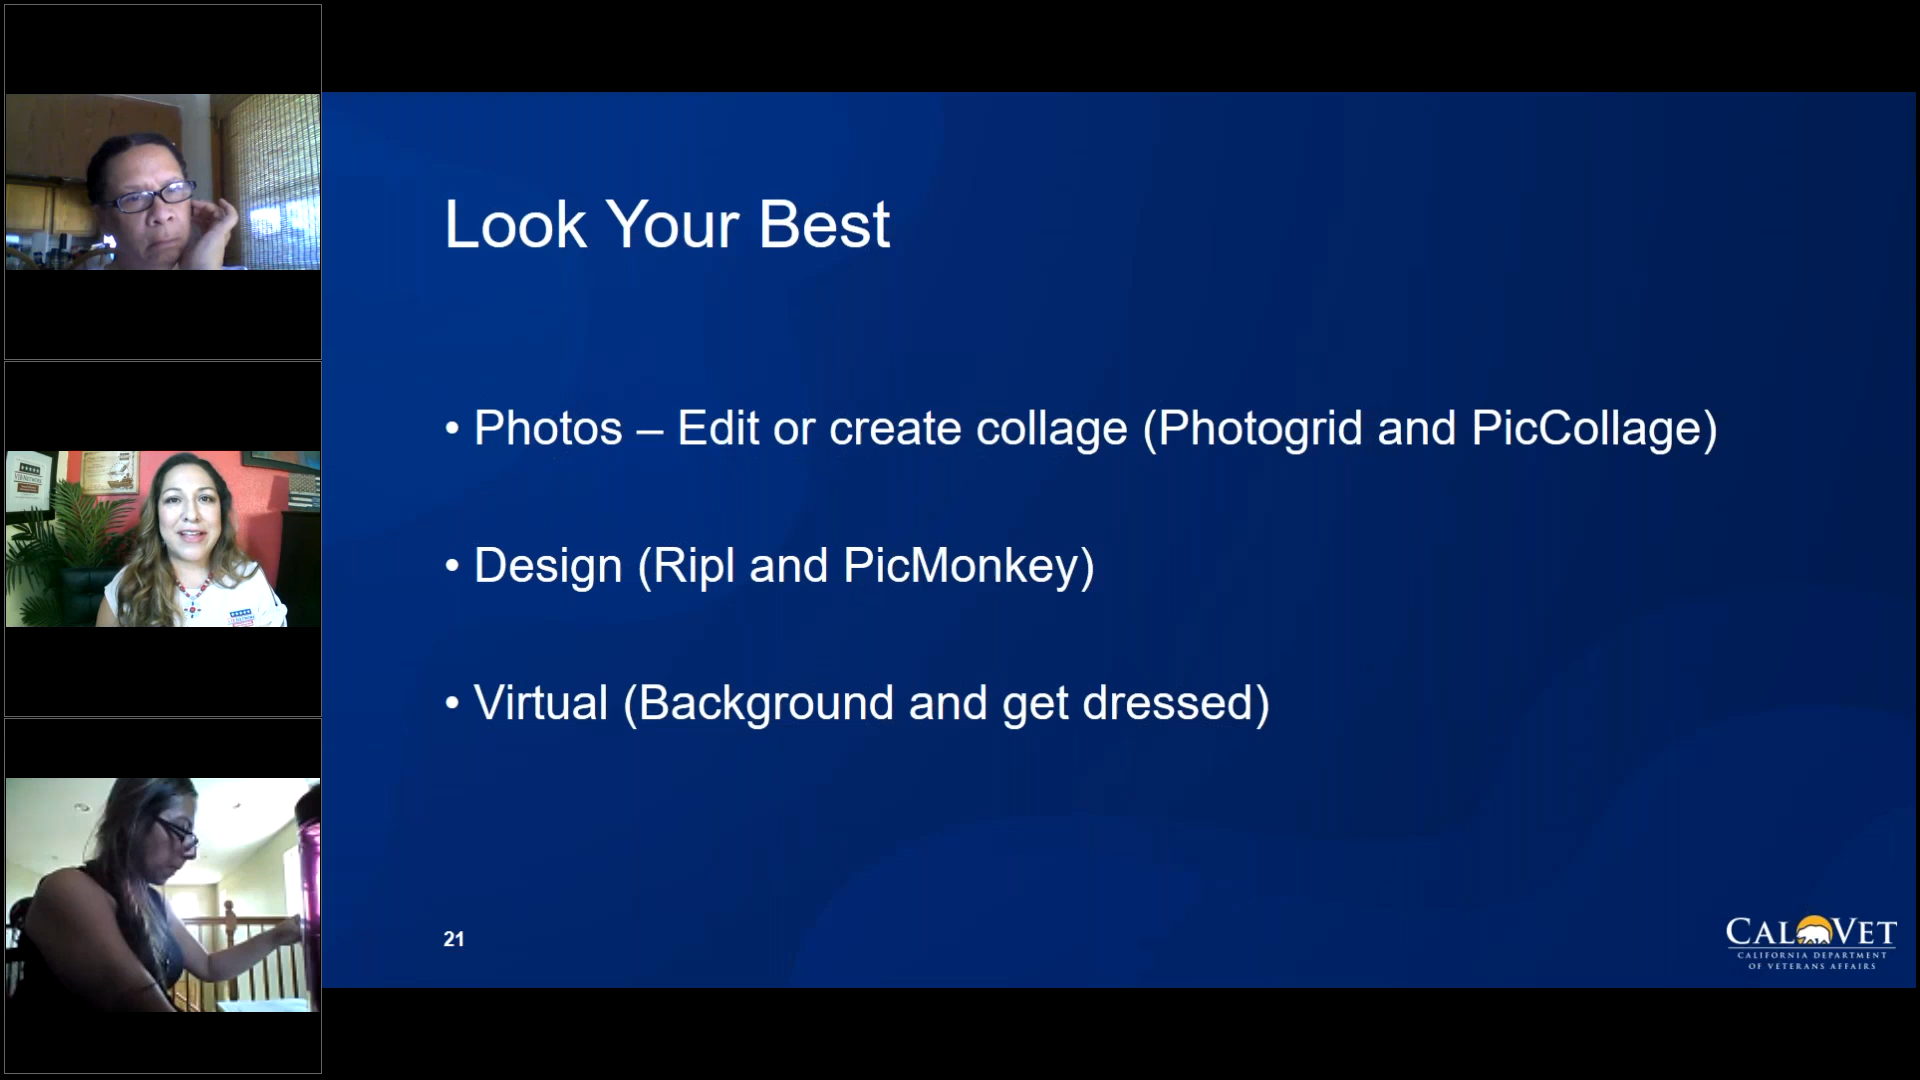 Look Your Best
• Photos – Edit or create collage (Photogrid and PicCollage)
• Design (Ripl and PicMonkey)
• Virtual (Background and get dressed)
21
CALVET
CALIFORNIA DEPARTMENT
OF VETERANS AFFAIRS